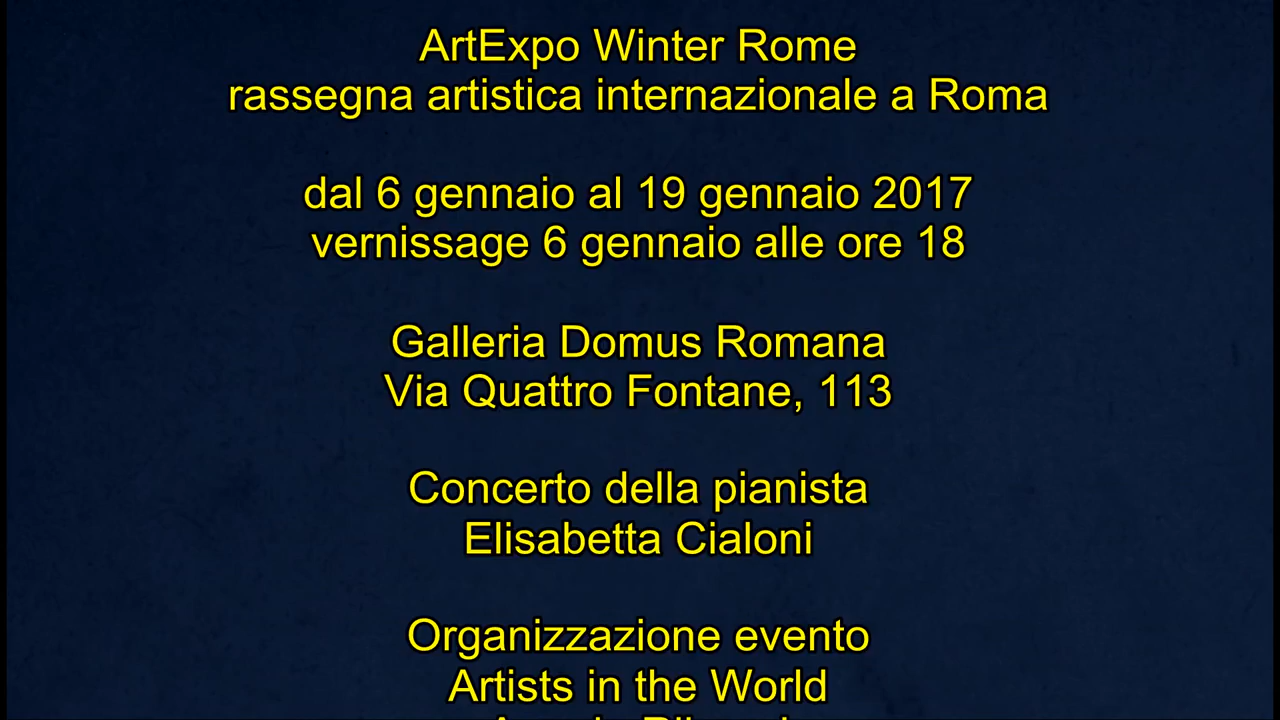 ArtExpo Winter Rome
rassegna artistica internazionale a Roma
dal 6 gennaio al 19 gennaio 2017
vernissage 6 gennaio alle ore 18
Galleria Domus Romana
Via Quattro Fontane, 113
Concerto della pianista
Elisabetta Cialoni
Organizzazione evento
Artists in the World